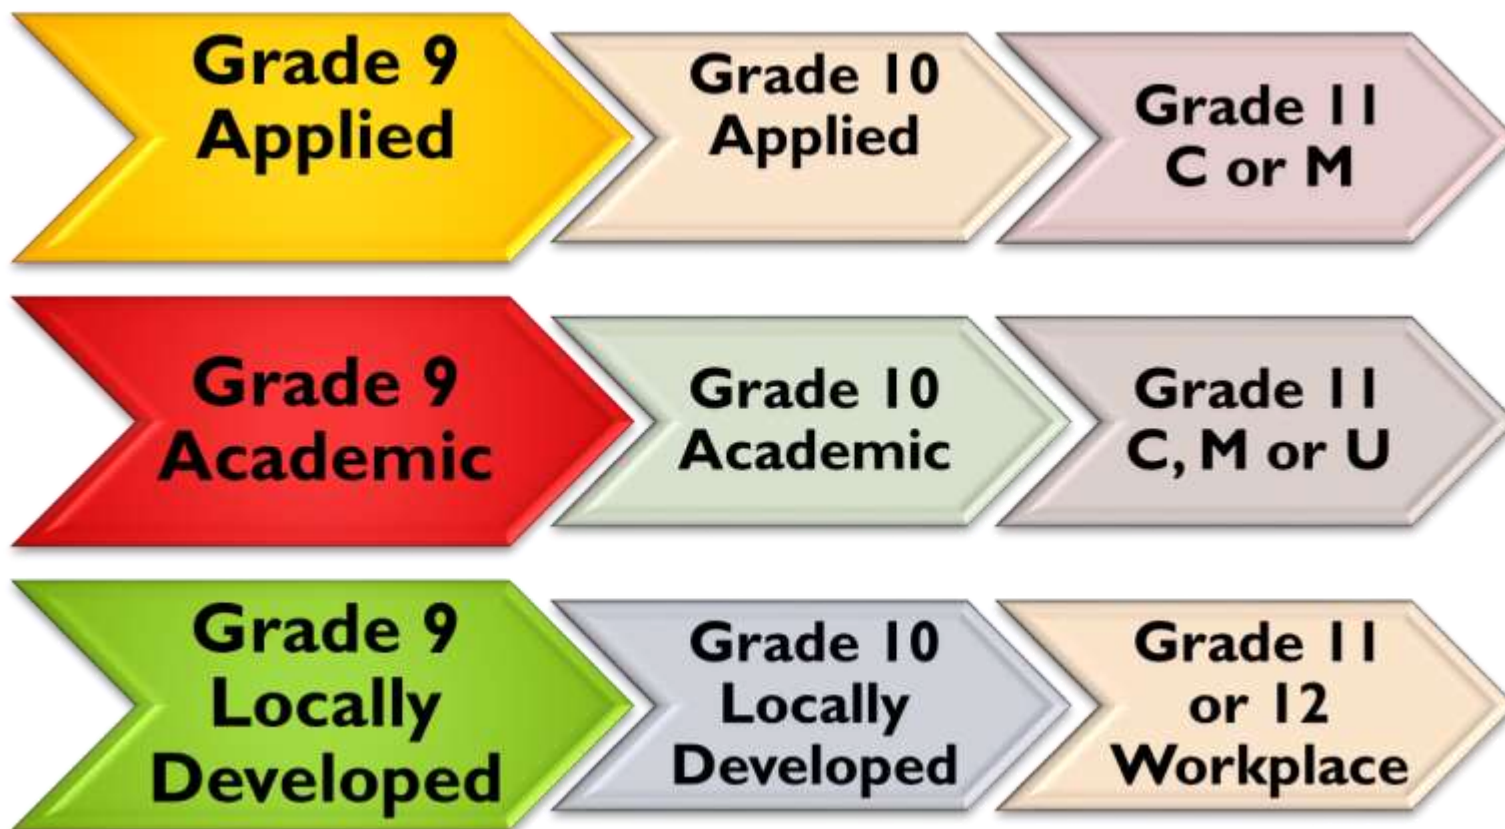 Grade 9
Applied
Grade 10
Applied
Grade 11
C or M
Grade 9
Academic
Grade 10
Academic
Grade 11
C, M or U
Grade 9
Locally
Developed
Grade 10
Locally
Developed
Grade 11
or 12
Workplace